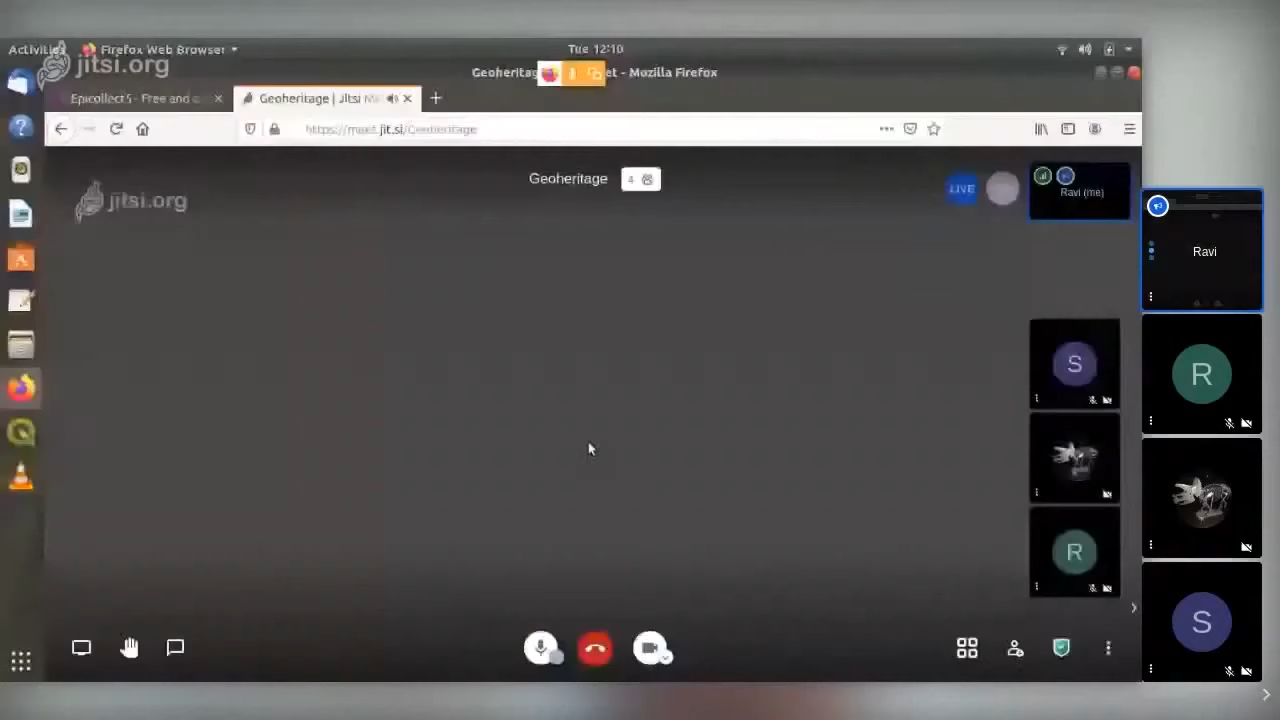 Activities Firefox Web Browser
Tue 12:10
jitsi.org
Geoheritage - Mozilla Firefox
Epicollect5 - Free and
Geoheritage | Jitsi M
https://meet.jit.si/Geoheritage
jitsi.org
Geoheritage 4
LIVE
Ravi (me)
Ravi
S
R
R
S